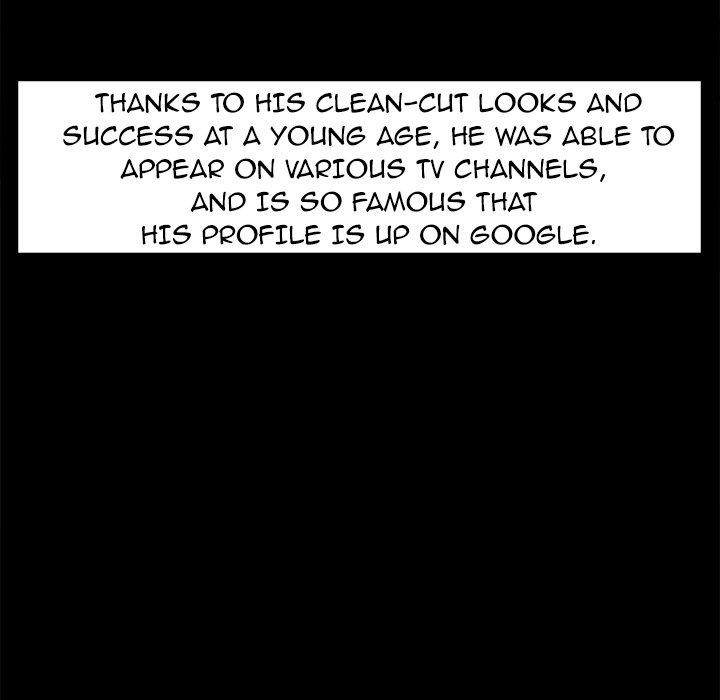 THANKS TO HIS CLEAN-CUT LOOKS AND
SUCCESS AT A YOUNG AGE, HE WAS ABLE TO
APPEAR ON VARIOUS TV CHANNELS,
AND IS SO FAMOUS THAT
HIS PROFILE IS UP ON GOOGLE.